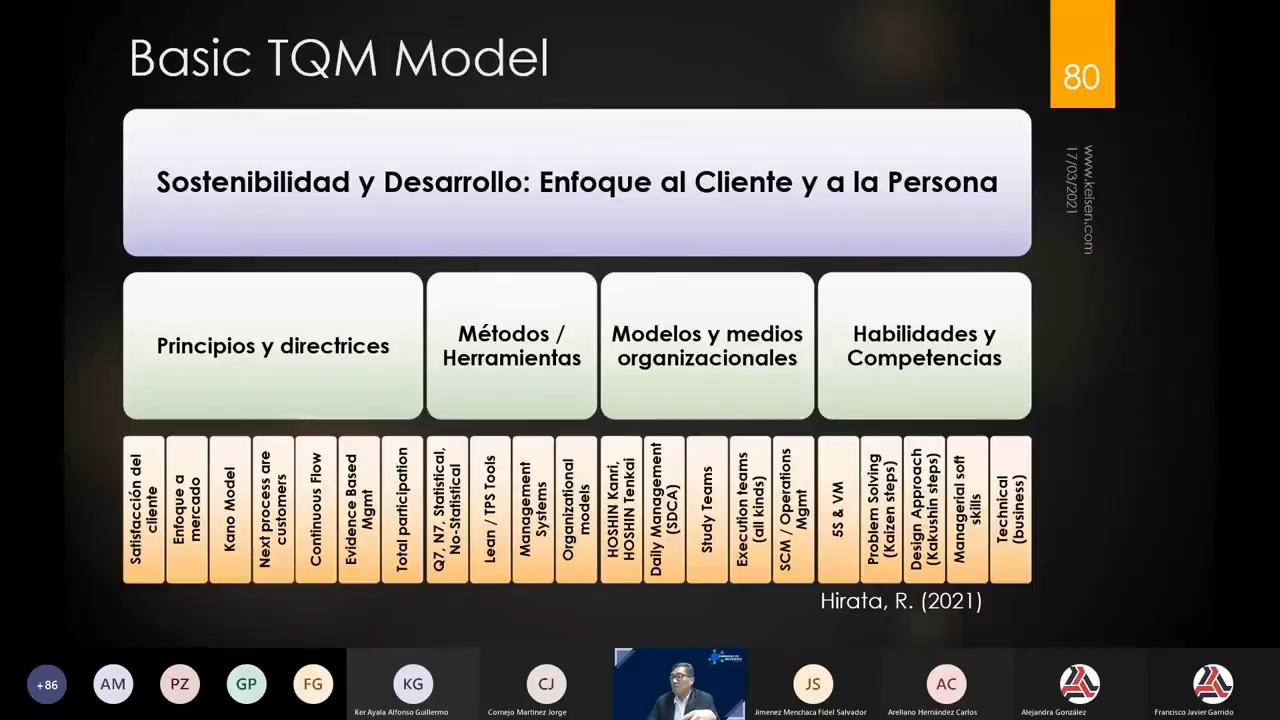 Basic TQM Model
80
www.keisen.com
17/03/2021
Sostenibilidad y Desarrollo: Enfoque al Cliente y a la Persona
Principios y directrices
Métodos /
Herramientas
Modelos y medios
organizacionales
Habilidades y
Competencias
Satisfacción del
cliente
Enfoque a
mercado
Kano Model
Next process are
customers
Continuous Flow
Evidence Based
Mgmt
Total participation
Q7, N7, Statistical,
No-Statistical
Lean / TPS Tools
Management
Systems
Organizational
models
HOSHIN Kanri,
HOSHIN Tenkai
Daily Management
(SDCA)
Study Teams
Execution teams
(all kinds)
SCM / Operations
Mgmt
5S & VM
Problem Solving
(Kaizen steps)
Design Approach
(Kakushin steps)
Managerial soft
skills
Technical
(business)
Hirata, R. (2021)
+86
AM
PZ
GP
FG
KG
CJ
JS
AC
Ker Ayala Alfonso Guillermo
Cornejo Martinez Jorge
Jimenez Menchaca Fidel Salvador
Arellano Hernández Carlos
Alejandra González
Francisco Javier Garrido